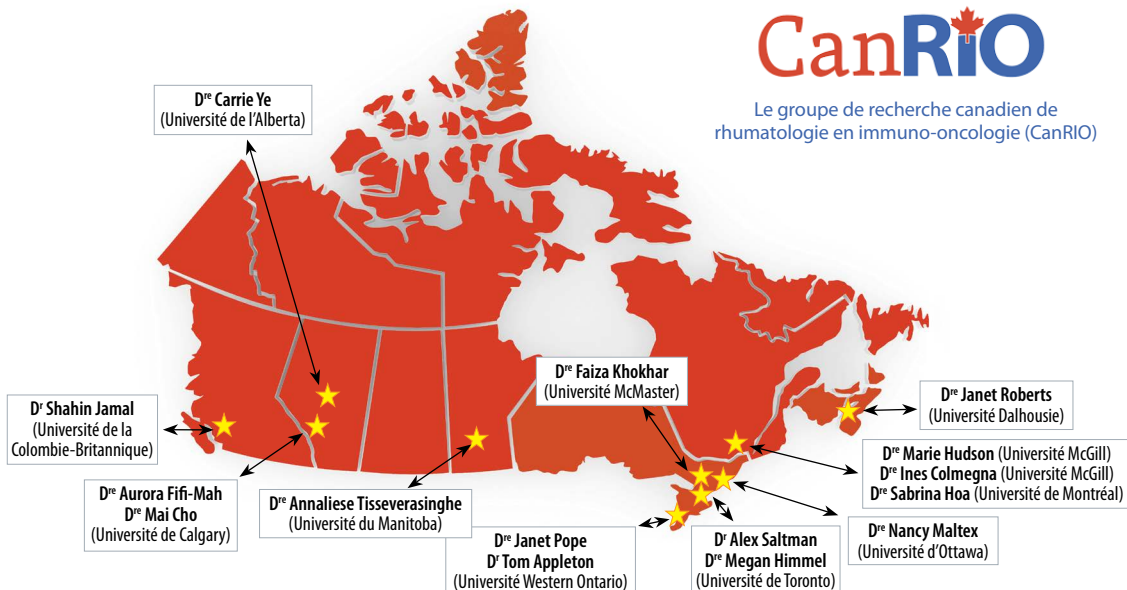 CanRIO
Le groupe de recherche canadien de
rhumatologie en immuno-oncologie (CanRIO)
Dre Carrie Ye
(Université de l'Alberta)
Dre Faiza Khokhar
(Université McMaster)
Dre Janet Roberts
(Université Dalhousie)
Dr Shahin Jamal
(Université de la
Colombie-Britannique)
Dre Marie Hudson (Université McGill)
Dre Ines Colmegna (Université McGill)
Dre Sabrina Hoa (Université de Montréal)
Dre Aurora Fifi-Mah
Dre Mai Cho
(Université de Calgary)
Dre Annaliese Tisseverasinghe
(Université du Manitoba)
Dre Janet Pope
Dr Tom Appleton
(Université Western Ontario)
Dr Alex Saltman
Dre Megan Himmel
(Université de Toronto)
Dre Nancy Maltex
(Université d'Ottawa)